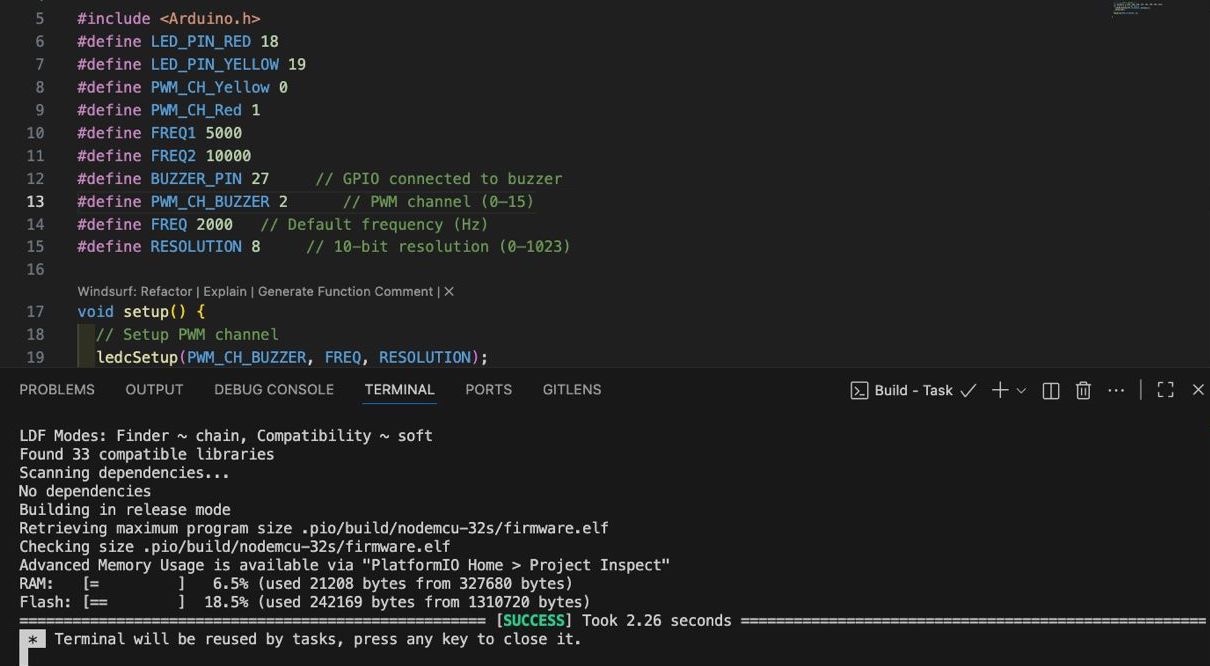 5 #include <Arduino.h>
6 #define LED_PIN_RED 18
7 #define LED_PIN_YELLOW 19
8 #define PWM_CH_Yellow 0
9 #define PWM_CH_Red 1
10 #define FREQ1 5000
11 #define FREQ2 10000
12 #define BUZZER_PIN 27     // GPIO connected to buzzer
13 #define PWM_CH_BUZZER 2      // PWM channel (0–15)
14 #define FREQ 2000   // Default frequency (Hz)
15 #define RESOLUTION 8     // 10-bit resolution (0–1023)
16
Windsurf: Refactor | Explain | Generate Function Comment | ×
17 void setup() {
18   // Setup PWM channel
19   ledcSetup(PWM_CH_BUZZER, FREQ, RESOLUTION);
PROBLEMS OUTPUT DEBUG CONSOLE TERMINAL PORTS GITLENS Build - Task
LDF Modes: Finder ~ chain, Compatibility ~ soft
Found 33 compatible libraries
Scanning dependencies...
No dependencies
Building in release mode
Retrieving maximum program size .pio/build/nodemcu-32s/firmware.elf
Checking size .pio/build/nodemcu-32s/firmware.elf
Advanced Memory Usage is available via "PlatformIO Home > Project Inspect"
RAM:   [=         ]   6.5% (used 21208 bytes from 327680 bytes)
Flash: [==        ]  18.5% (used 242169 bytes from 1310720 bytes)
=================================================== [SUCCESS] Took 2.26 seconds ===================================================
* Terminal will be reused by tasks, press any key to close it.